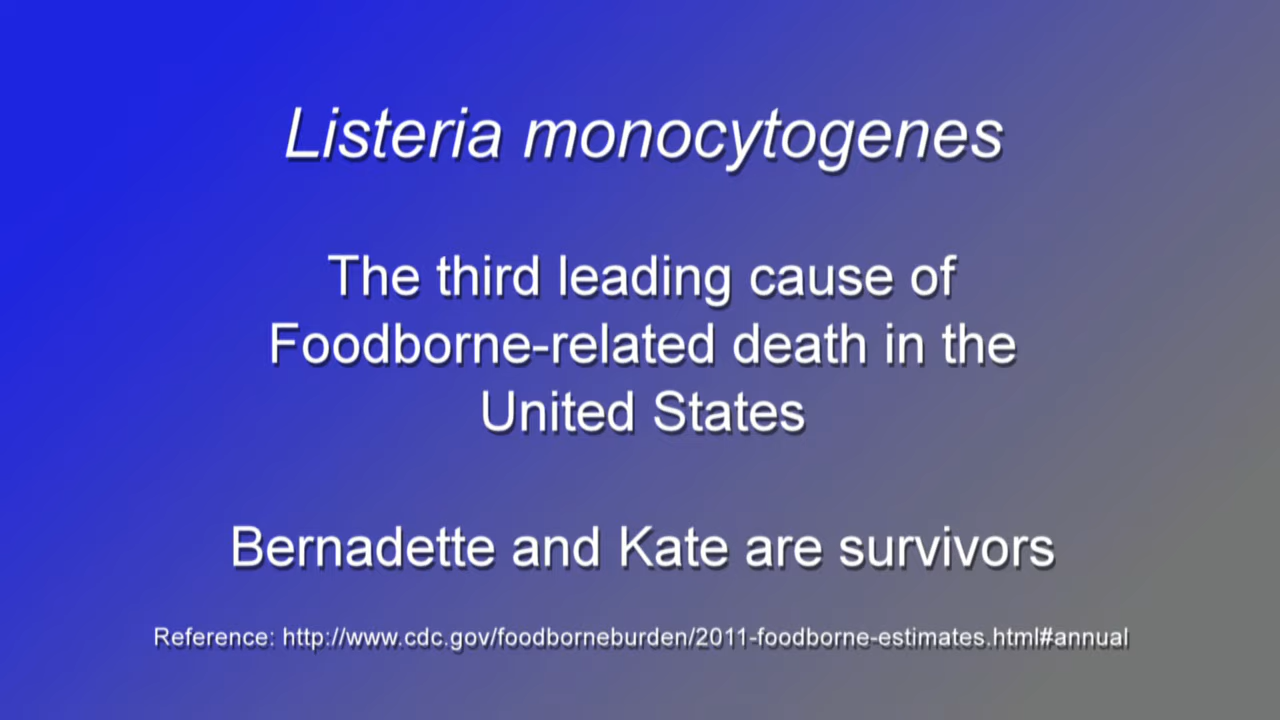 Listeria monocytogenes
The third leading cause of
Foodborne-related death in the
United States
Bernadette and Kate are survivors
Reference: http://www.cdc.gov/foodborneburden/2011-foodborne-estimates.html#annual